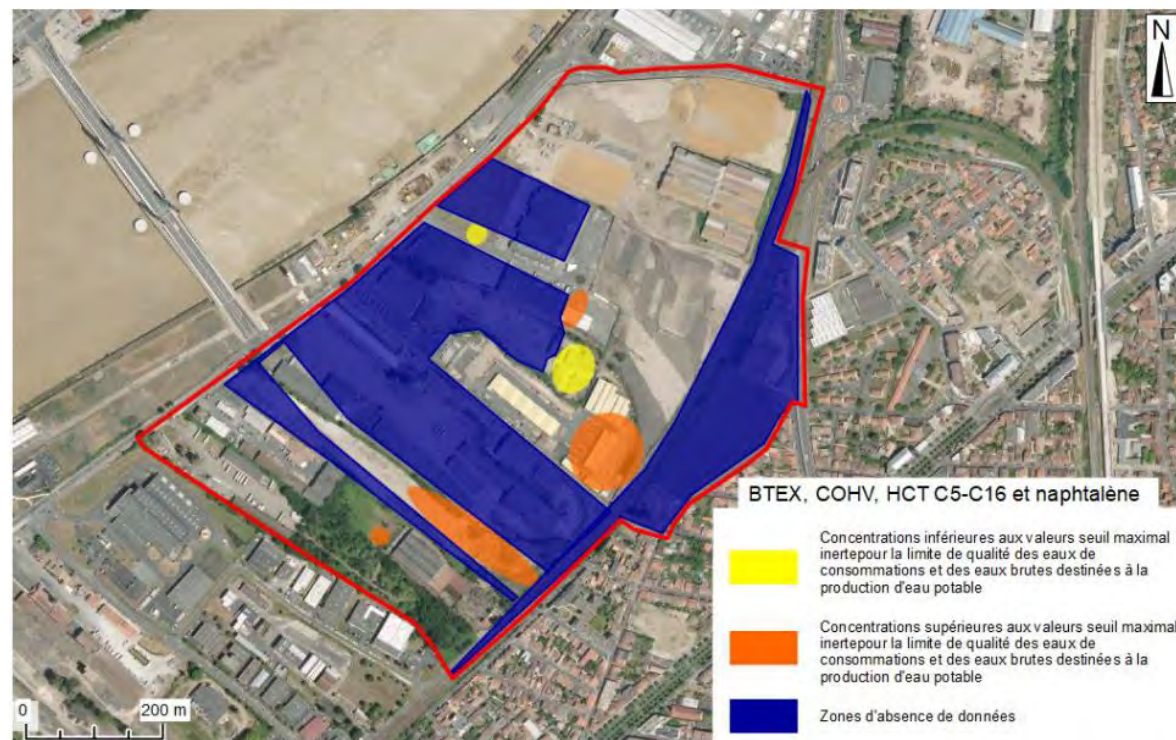 N
BTEX, COHV, HCT C5-C16 et naphtalène
Concentrations inférieures aux valeurs seuil maximal
inertepour la limite de qualité des eaux de
consommations et des eaux brutes destinées à la
production d'eau potable
Concentrations supérieures aux valeurs seuil maximal
inertepour la limite de qualité des eaux de
consommations et des eaux brutes destinées à la
production d'eau potable
Zones d'absence de données
0 200 m